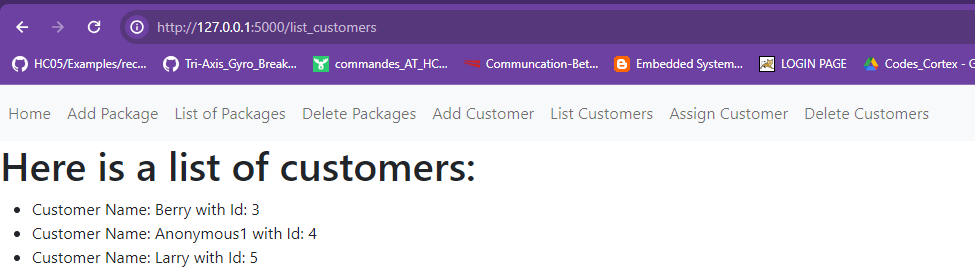 http://127.0.0.1:5000/list_customers
HC05/Examples/rec... Tri-Axis_Gyro_Break... commandes_AT_HC... Communcation-Bet... Embedded System... LOGIN PAGE Codes_Cortex - G
Home Add Package List of Packages Delete Packages Add Customer List Customers Assign Customer Delete Customers
Here is a list of customers:
• Customer Name: Berry with Id: 3
• Customer Name: Anonymous1 with Id: 4
• Customer Name: Larry with Id: 5